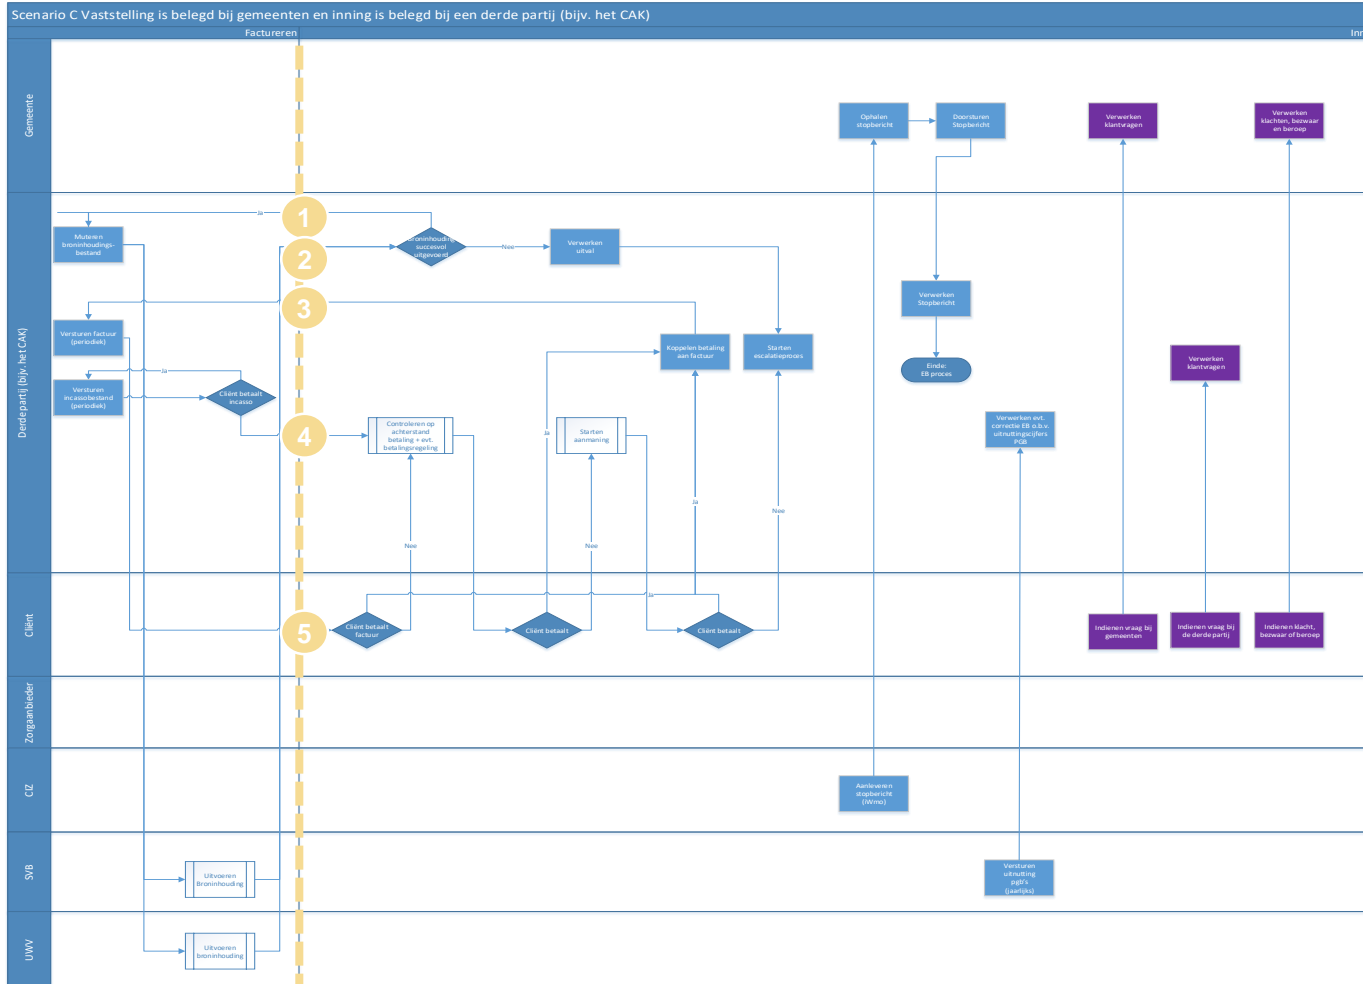 Scenario C Vaststelling is belegd bij gemeenten en inning is belegd bij een derde partij (bijv. het CAK)
Factureren
Inn
Gemeente
Ophalen
stopbericht
Doorsturen
Stopbericht
Verwerken
klantvragen
Verwerken
klachten, bezwaar
en beroep
Derde partij (bijv. het CAK)
Ja
1
Muteren
broninhoudings-
bestand
Broninhouding
succesvol
uitgevoerd
Nee
Verwerken
uitval
2
Verwerken
Stopbericht
3
Versturen factuur
(periodiek)
Koppelen betaling
aan factuur
Starten
escalatieproces
Einde:
EB proces
Verwerken
klantvragen
Ja
Versturen
incassobestand
(periodiek)
Cliënt betaalt
incasso
4
Controleren op
achterstand
betaling + evt.
betalingsregeling
Ja
Starten
aanmaning
Verwerken evt.
correctie EB o.b.v.
uitnuttingscijfers
PGB
Ja
Nee
Nee
Nee
Cliënt
Ja
5
Cliënt betaalt
factuur
Cliënt betaalt
Cliënt betaalt
Indienen vraag bij
gemeenten
Indienen vraag bij
de derde partij
Indienen klacht,
bezwaar of beroep
Zorgaanbieder
CIZ
Aanleveren
stopbericht
(iWmo)
SVB
Uitvoeren
Broninhouding
Versturen
uitnutting
pgb's
(jaarlijks)
UWV
Uitvoeren
broninhouding